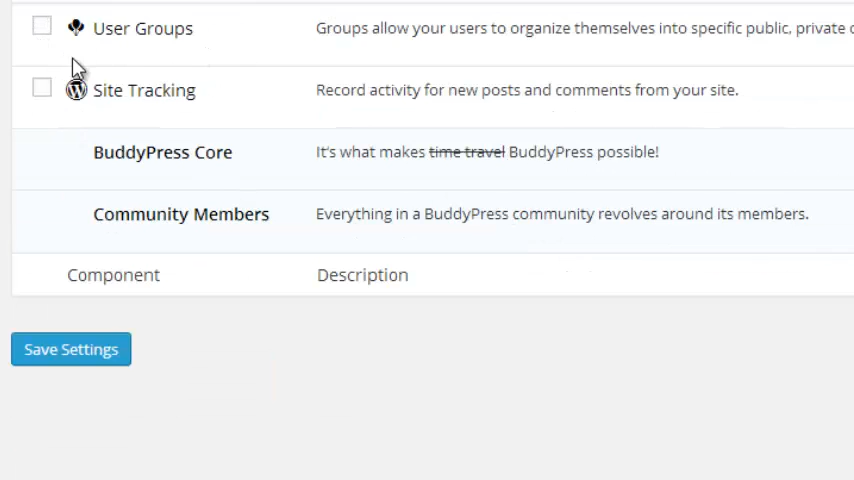 User Groups Groups allow your users to organize themselves into specific public, private
Site Tracking Record activity for new posts and comments from your site.
BuddyPress Core It's what makes time travel BuddyPress possible!
Community Members Everything in a BuddyPress community revolves around its members.
Component Description
Save Settings